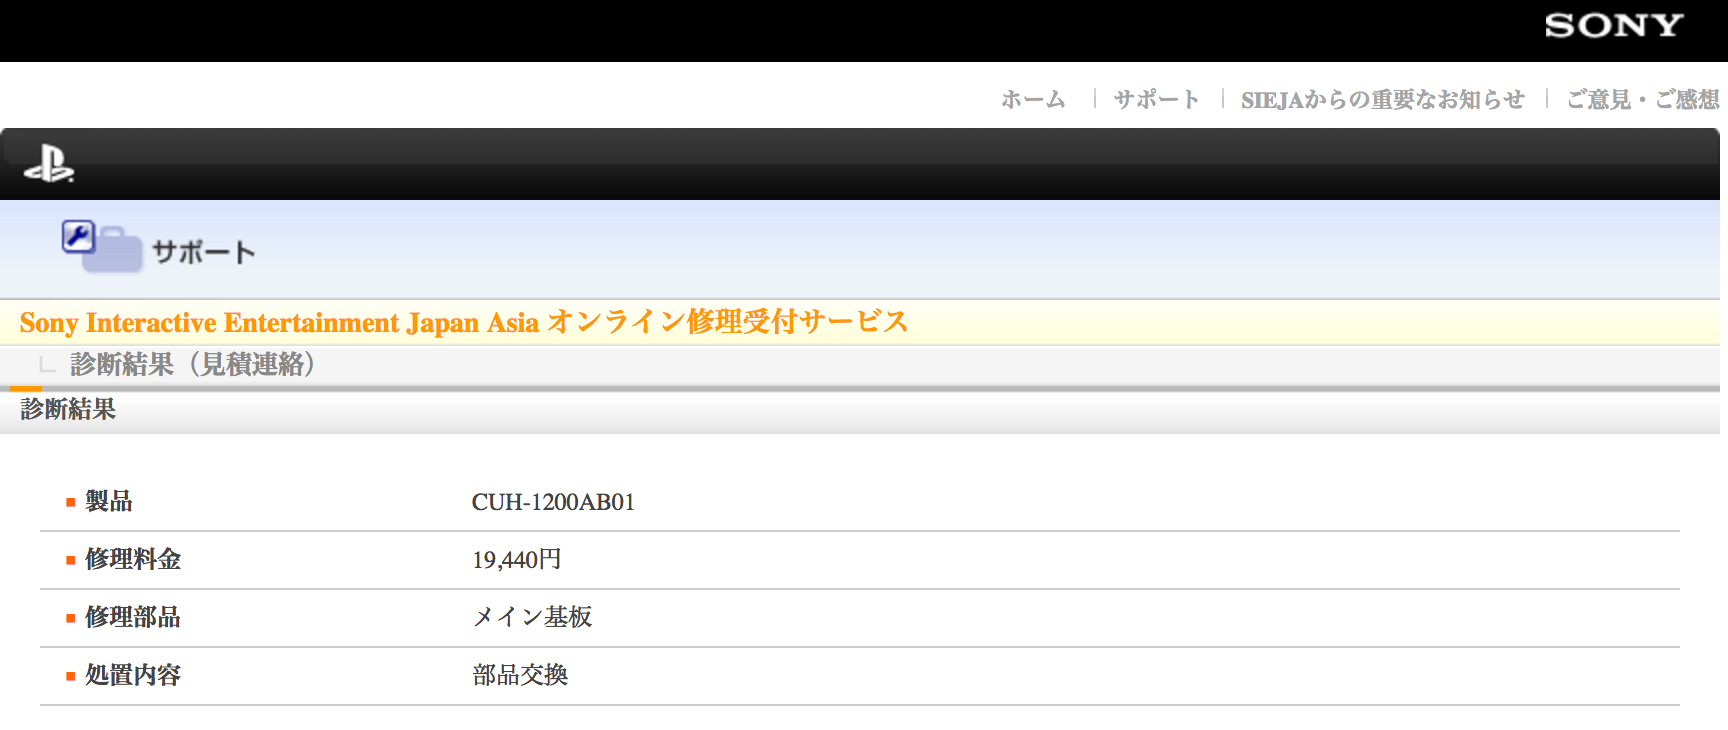 SONY
ホーム | サポート | SIEJAからの重要なお知らせ | ご意見・ご感想
サポート
Sony Interactive Entertainment Japan Asia オンライン修理受付サービス
診断結果（見積連絡）
診断結果
製品 CUH-1200AB01
修理料金 19,440円
修理部品 メイン基板
処置内容 部品交換